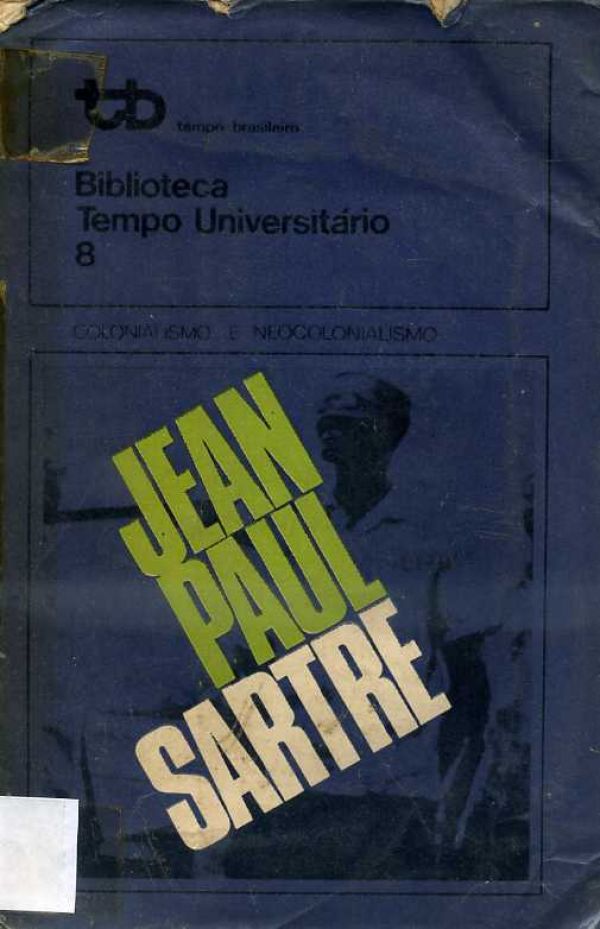 tb tempo brasileiro
Biblioteca
Tempo Universitário
8
COLONIALISMO E NEOCOLONIALISMO
JEAN
PAUL
SARTRE